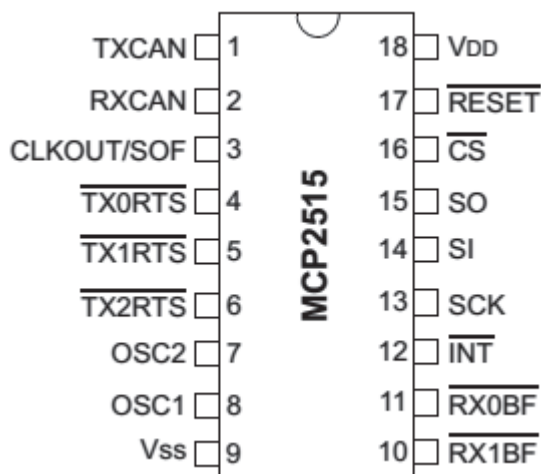 TXCAN 1 18 VDD
RXCAN 2 17 RESET
CLKOUT/SOF 3 16 CS
TX0RTS 4 15 SO
TX1RTS 5 14 SI
TX2RTS 6 13 SCK
OSC2 7 12 INT
OSC1 8 11 RX0BF
Vss 9 10 RX1BF
MCP2515